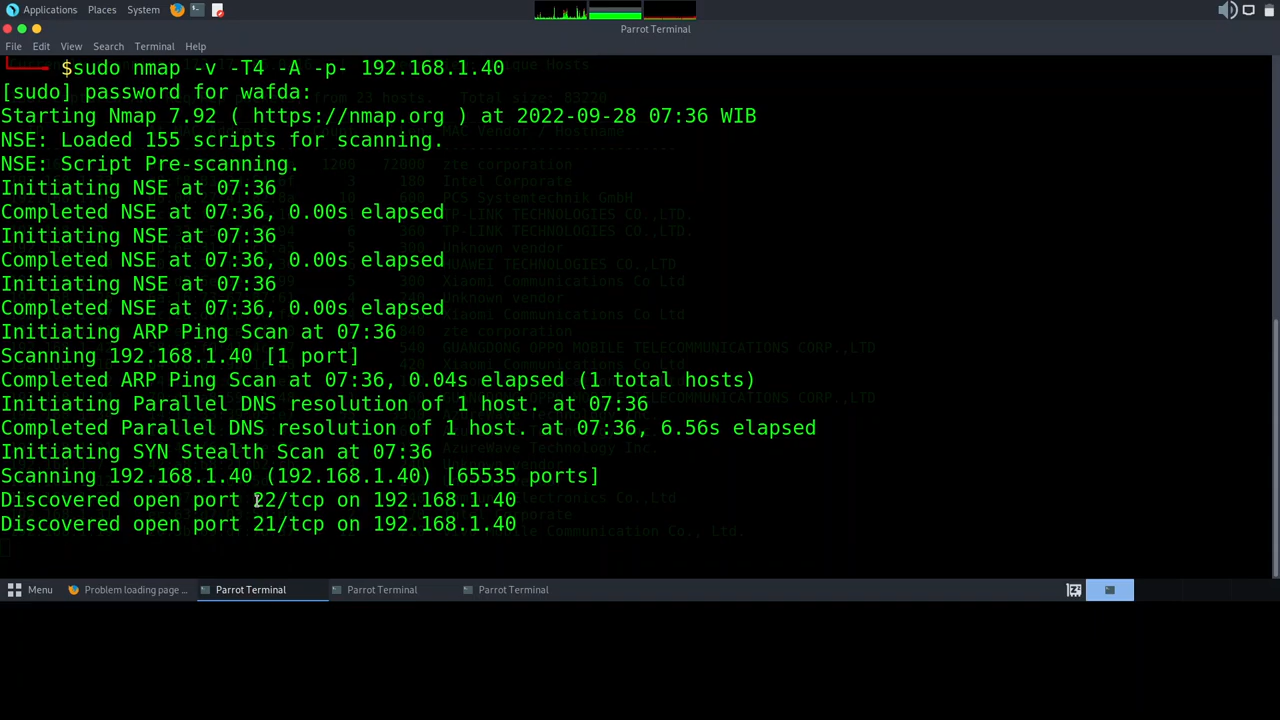 Applications Places System
Parrot Terminal
File Edit View Search Terminal Help
$sudo nmap -v -T4 -A -p- 192.168.1.40
[sudo] password for wafda:
Starting Nmap 7.92 ( https://nmap.org ) at 2022-09-28 07:36 WIB
NSE: Loaded 155 scripts for scanning.
NSE: Script Pre-scanning.
Initiating NSE at 07:36
Completed NSE at 07:36, 0.00s elapsed
Initiating NSE at 07:36
Completed NSE at 07:36, 0.00s elapsed
Initiating NSE at 07:36
Completed NSE at 07:36, 0.00s elapsed
Initiating ARP Ping Scan at 07:36
Scanning 192.168.1.40 [1 port]
Completed ARP Ping Scan at 07:36, 0.04s elapsed (1 total hosts)
Initiating Parallel DNS resolution of 1 host. at 07:36
Completed Parallel DNS resolution of 1 host. at 07:36, 6.56s elapsed
Initiating SYN Stealth Scan at 07:36
Scanning 192.168.1.40 (192.168.1.40) [65535 ports]
Discovered open port 22/tcp on 192.168.1.40
Discovered open port 21/tcp on 192.168.1.40
Menu Problem loading page ... Parrot Terminal Parrot Terminal Parrot Terminal